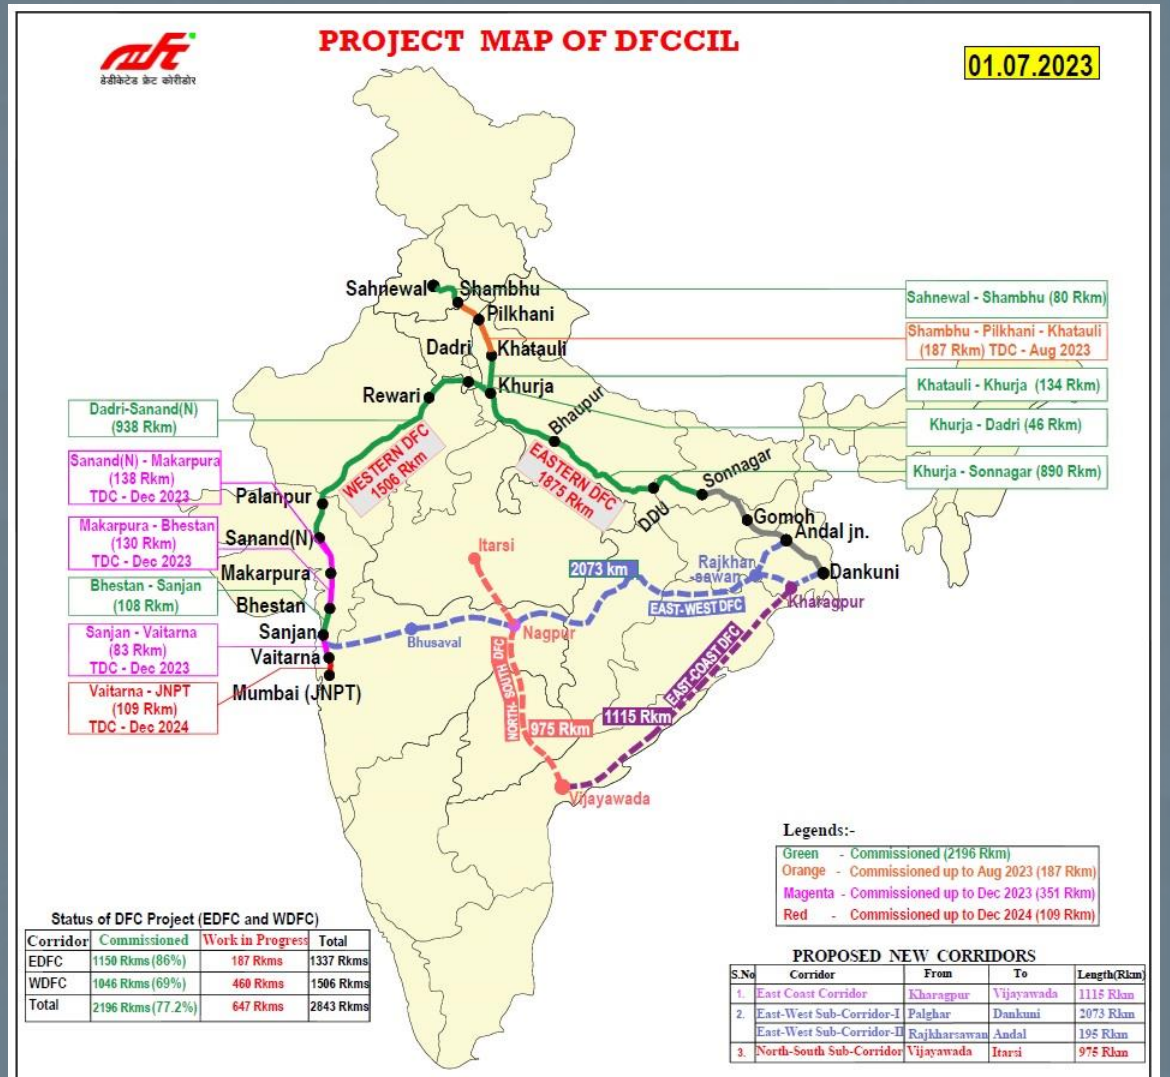 PROJECT MAP OF DFCCIL
डेडीकेटेड फ्रेट कोरीडोर
01.07.2023
Sahnewal
Shambhu
Pilkhani
Dadri
Khatauli
Rewari
Khurja
Bhaupur
WESTERN DFC
1506 Rkm
EASTERN DFC
1875 Rkm
Sonnagar
DDU
Palanpur
Gomoh
Sanand(N)
Andal jn.
Itarsi
Makarpura
2073 km
Rajkhar
-sawan
Dankuni
Bhestan
EAST-WEST DFC
Kharagpur
Sanjan
Bhusaval
Nagpur
Vaitarna
Mumbai (JNPT)
NORTH- SOUTH DFC
EAST-COAST DFC
1115 Rkm
975 Rkm
Vijayawada
Sahnewal - Shambhu (80 Rkm)
Shambhu - Pilkhani - Khatauli
(187 Rkm) TDC - Aug 2023
Khatauli - Khurja (134 Rkm)
Khurja - Dadri (46 Rkm)
Khurja - Sonnagar (890 Rkm)
Dadri-Sanand(N)
(938 Rkm)
Sanand(N) - Makarpura
(138 Rkm)
TDC - Dec 2023
Makarpura - Bhestan
(130 Rkm)
TDC - Dec 2023
Bhestan - Sanjan
(108 Rkm)
Sanjan - Vaitarna
(83 Rkm)
TDC - Dec 2023
Vaitarna - JNPT
(109 Rkm)
TDC - Dec 2024
Legends:-
Green - Commissioned (2196 Rkm)
Orange - Commissioned up to Aug 2023 (187 Rkm)
Magenta - Commissioned up to Dec 2023 (351 Rkm)
Red - Commissioned up to Dec 2024 (109 Rkm)
Status of DFC Project (EDFC and WDFC)
Corridor Commissioned Work in Progress Total
EDFC 1150 Rkms (86%) 187 Rkms 1337 Rkms
WDFC 1046 Rkms (69%) 460 Rkms 1506 Rkms
Total 2196 Rkms (77.2%) 647 Rkms 2843 Rkms
PROPOSED NEW CORRIDORS
S.No Corridor From To Length(Rkm)
1. East Coast Corridor Kharagpur Vijayawada 1115 Rkm
2. East-West Sub-Corridor-I Palghar Dankuni 2073 Rkm
East-West Sub-Corridor-II Rajkharsawan Andal 195 Rkm
3. North-South Sub-Corridor Vijayawada Itarsi 975 Rkm